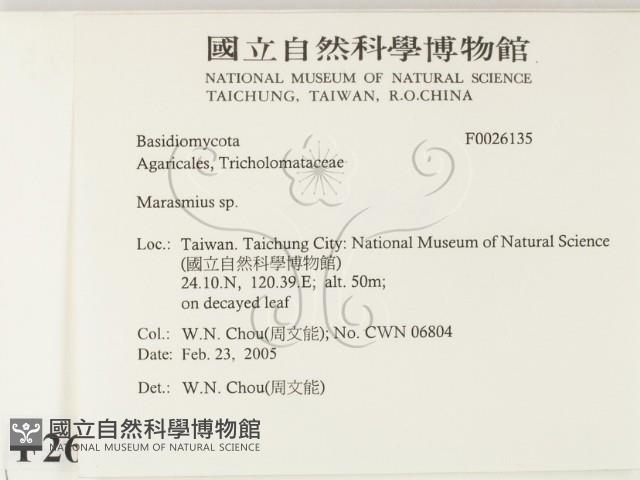 國立自然科學博物館
NATIONAL MUSEUM OF NATURAL SCIENCE
TAICHUNG, TAIWAN, R.O.CHINA
Basidiomycota F0026135
Agaricales, Tricholomataceae
Marasmius sp.
Loc.: Taiwan. Taichung City: National Museum of Natural Science
(國立自然科學博物館)
24.10.N, 120.39.E; alt. 50m;
on decayed leaf
Col.: W.N. Chou(周文能); No. CWN 06804
Date: Feb. 23, 2005
Det.: W.N. Chou(周文能)
國立自然科學博物館
NATIONAL MUSEUM OF NATURAL SCIENCE